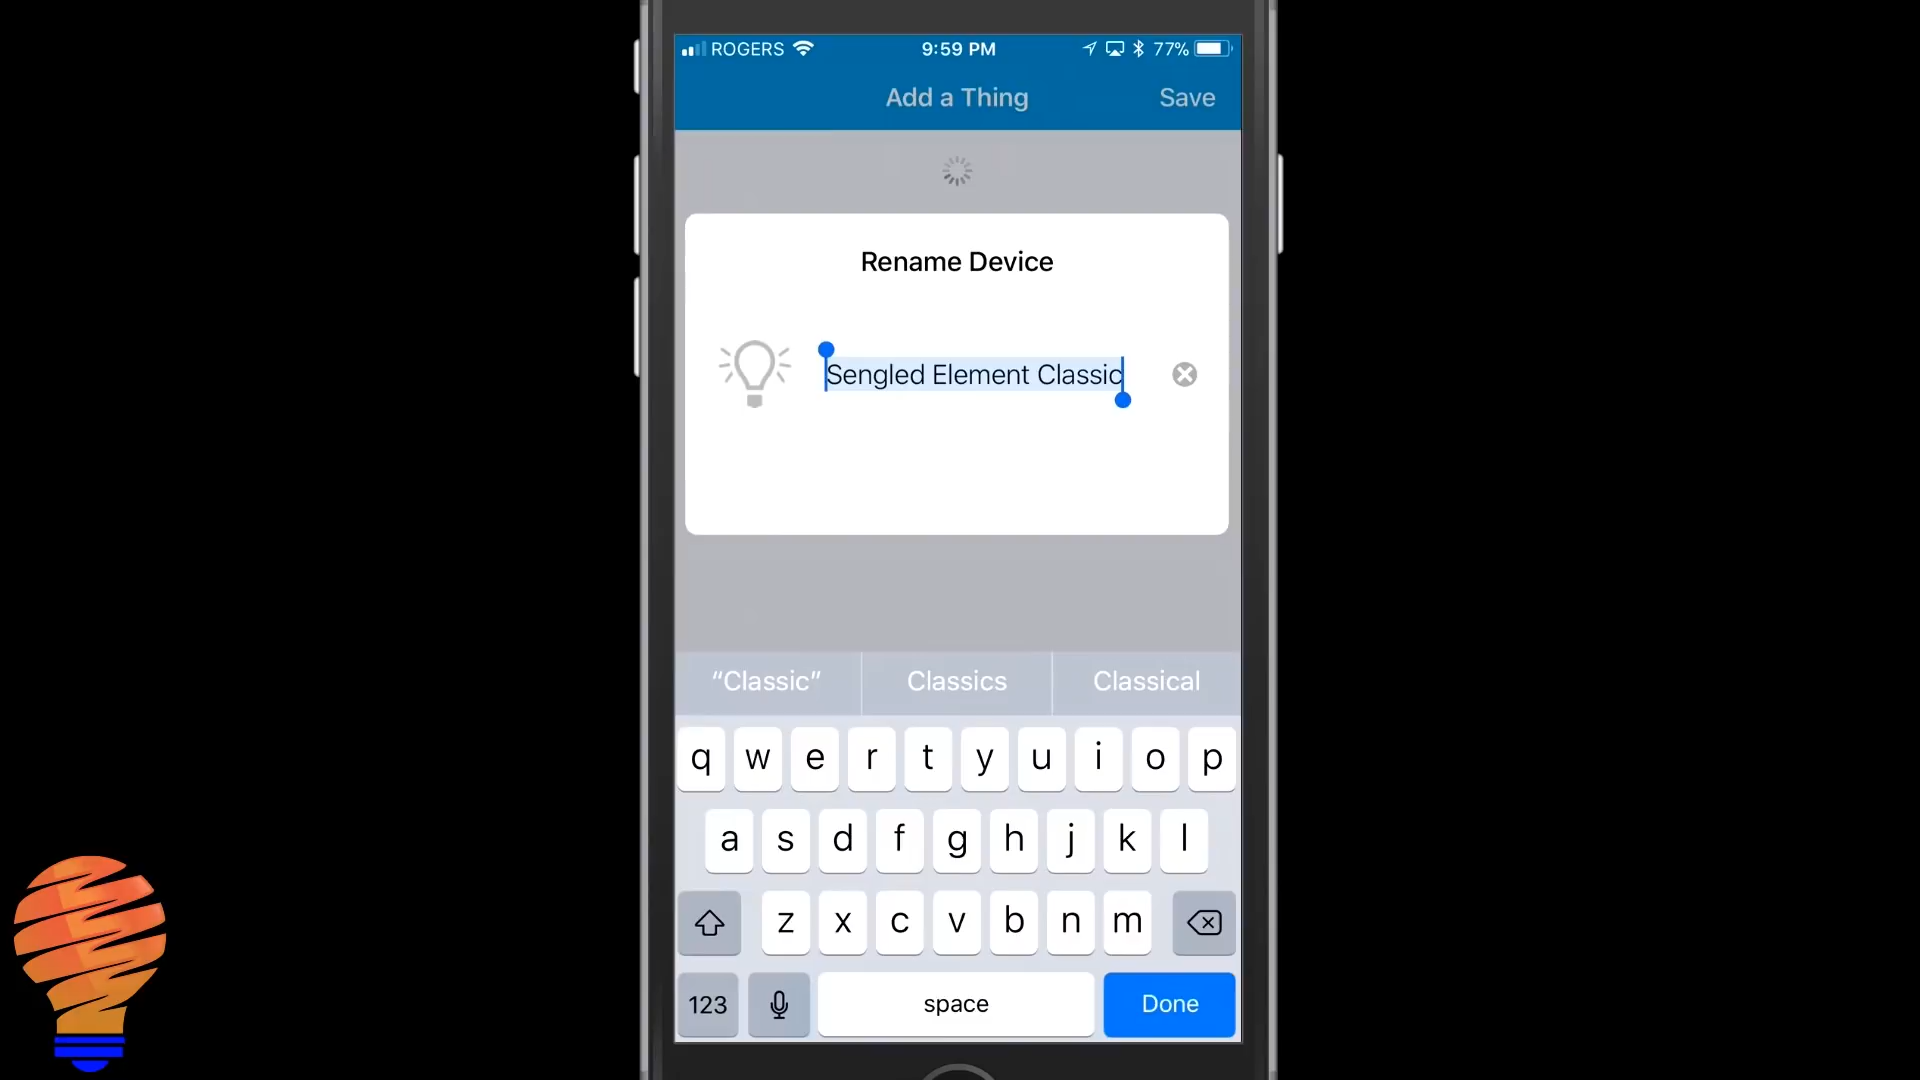 ROGERS 9:59 PM 77%
Add a Thing Save
Rename Device
Sengled Element Classic
“Classic” Classics Classical
q w e r t y u i o p
a s d f g h j k l
z x c v b n m
123 space Done